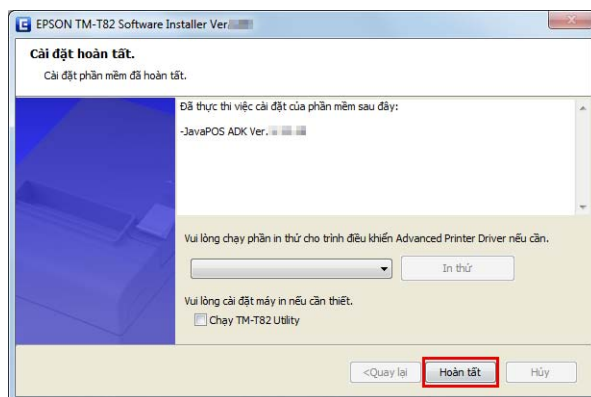 EPSON TM-T82 Software Installer Ver.
Cài đặt hoàn tất.
Cài đặt phần mềm đã hoàn tất.
Đã thực thi việc cài đặt của phần mềm sau đây:
-JavaPOS ADK Ver.
Vui lòng chạy phần in thử cho trình điều khiển Advanced Printer Driver nếu cần.
In thử
Vui lòng cài đặt máy in nếu cần thiết.
Chạy TM-T82 Utility
<Quay lại
Hoàn tất
Hủy